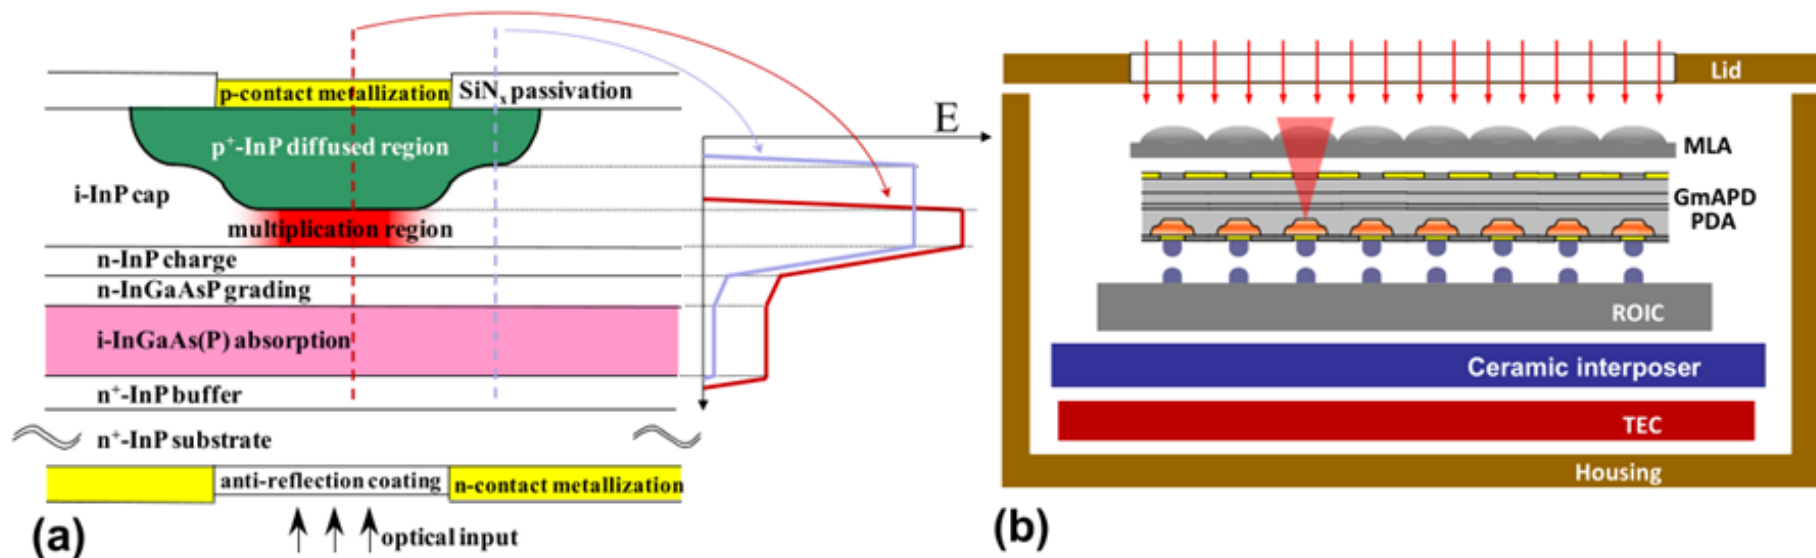 p-contact metallization
SiNx passivation
p+-InP diffused region
i-InP cap
multiplication region
n-InP charge
n-InGaAsP grading
i-InGaAs(P) absorption
n+-InP buffer
n+-InP substrate
anti-reflection coating
n-contact metallization
optical input
(a)
E
Lid
MLA
GmAPD
PDA
ROIC
Ceramic interposer
TEC
Housing
(b)